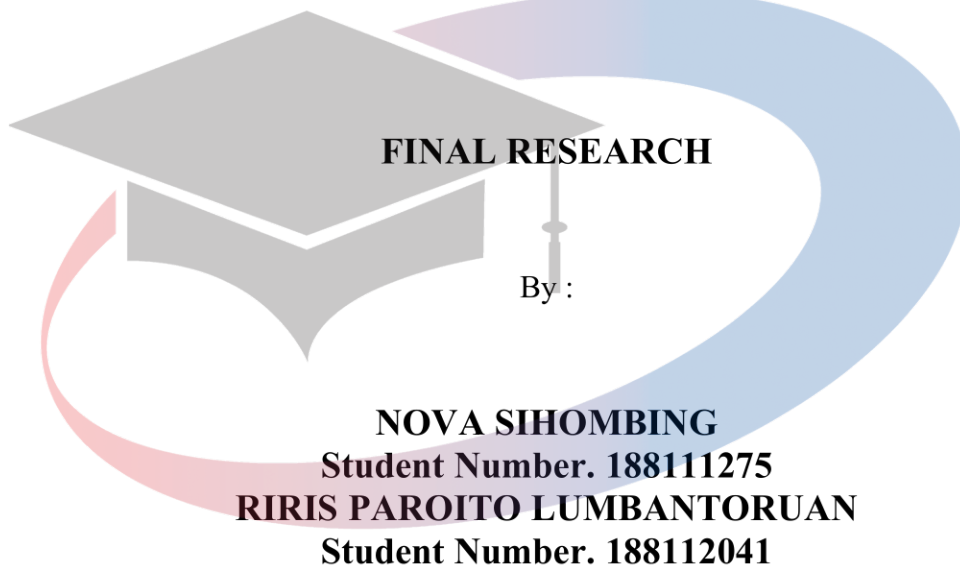 FINAL RESEARCH
By :
NOVA SIHOMBING
Student Number. 188111275
RIRIS PAROITO LUMBANTORUAN
Student Number. 188112041